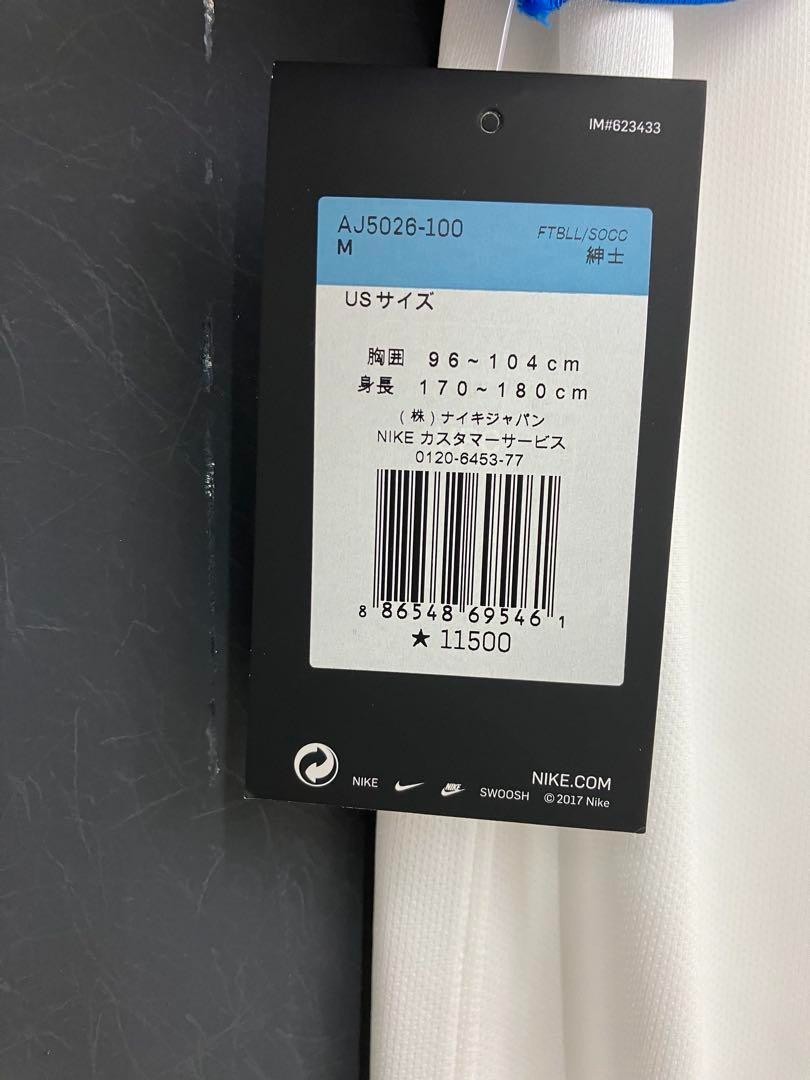 IM#623433
AJ5026-100
M
FTBLL/SOCC
紳士
USサイズ
胸囲 96~104cm
身長 170~180cm
(株)ナイキジャパン
NIKE カスタマーサービス
0120-6453-77
8 86548 69546 1
★ 11500
NIKE NIKE SWOOSH
NIKE.COM
© 2017 Nike